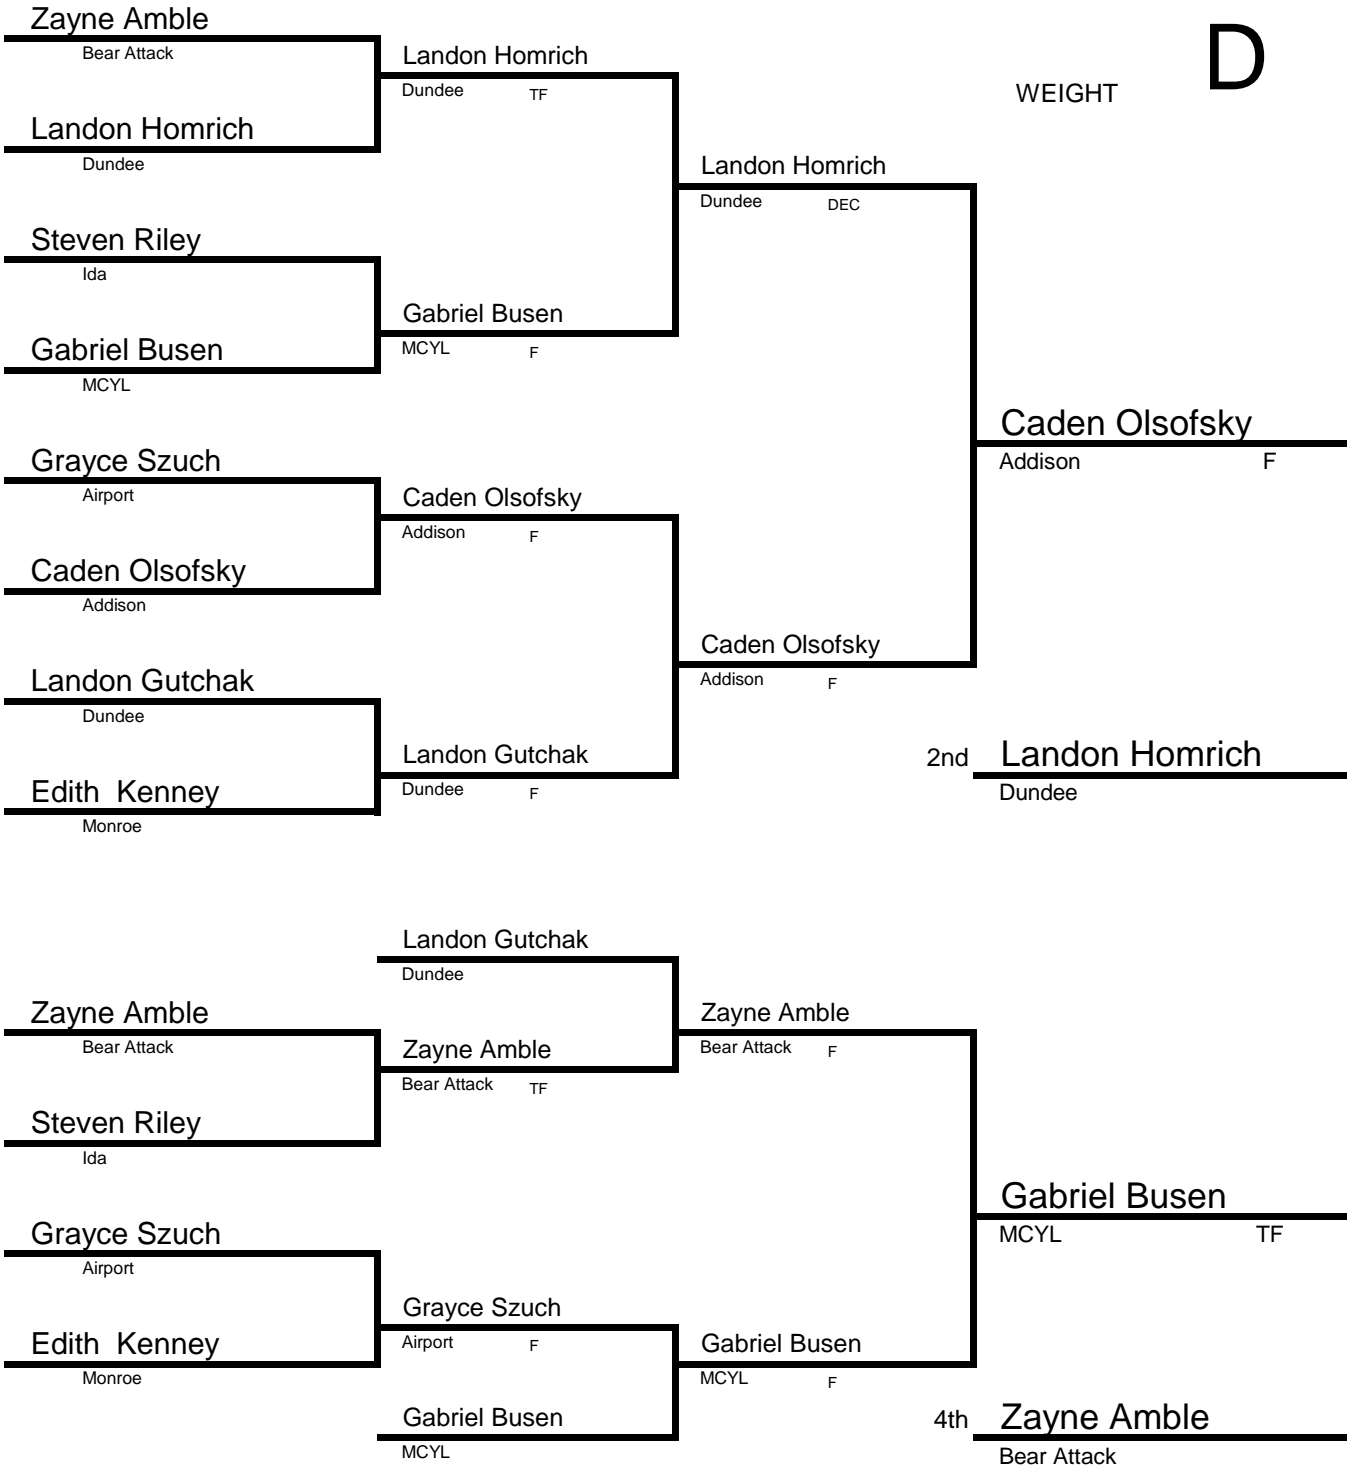 Zayne Amble
Bear Attack
Landon Homrich
Dundee TF
D
WEIGHT
Landon Homrich
Dundee
Landon Homrich
Dundee DEC
Steven Riley
Ida
Gabriel Busen
MCYL F
Gabriel Busen
MCYL
Caden Olsofsky
Addison F
Grayce Szuch
Airport
Caden Olsofsky
Addison F
Caden Olsofsky
Addison
Caden Olsofsky
Addison F
Landon Gutchak
Dundee
Landon Gutchak
Dundee F
2nd Landon Homrich
Dundee
Edith  Kenney
Monroe
Landon Gutchak
Dundee
Zayne Amble
Bear Attack
Zayne Amble
Bear Attack F
Zayne Amble
Bear Attack TF
Steven Riley
Ida
Gabriel Busen
MCYL TF
Grayce Szuch
Airport
Grayce Szuch
Airport F
Edith  Kenney
Monroe
Gabriel Busen
MCYL F
Gabriel Busen
MCYL
4th Zayne Amble
Bear Attack